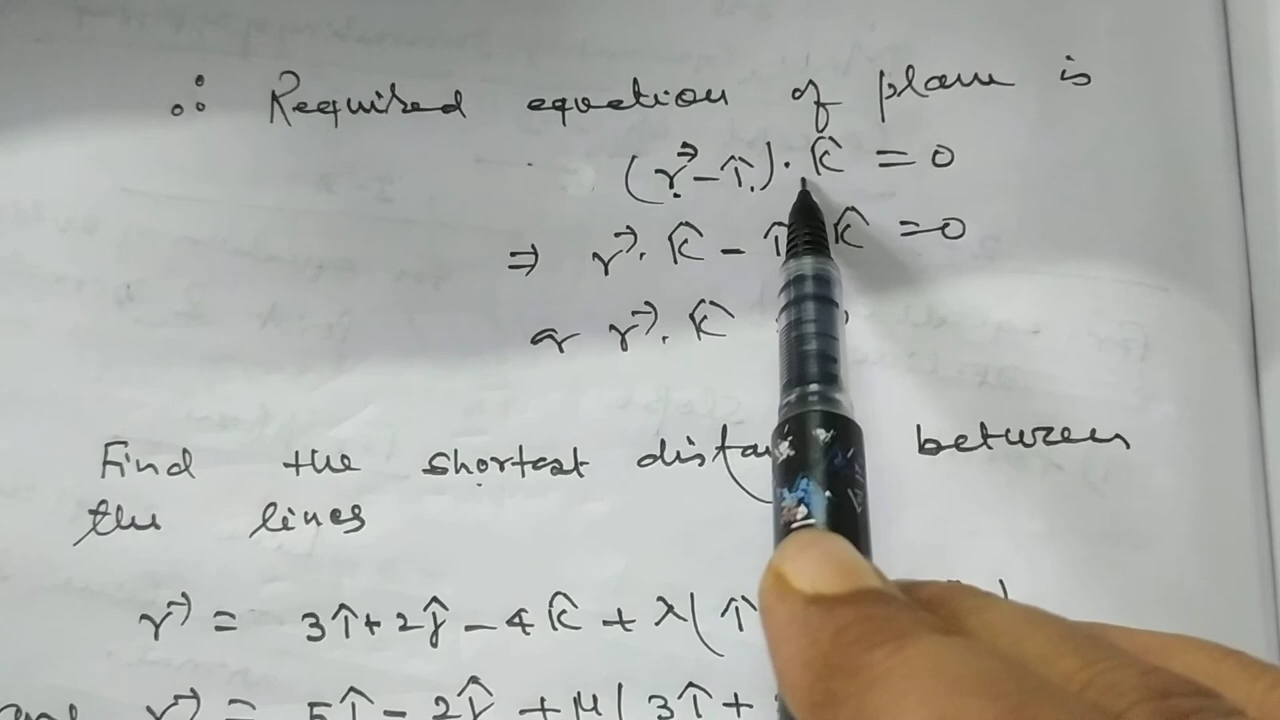 ∴ Required equation of plane is
(r⃗ - î) · k̂ = 0
⇒ r⃗ · k̂ - î k̂ = 0
or r⃗ · k̂
Find the shortest between
the lines
r⃗ = 3î + 2ĵ - 4k̂ + λ(î
r⃗ = 5î - 2ĵ + μ(3î +